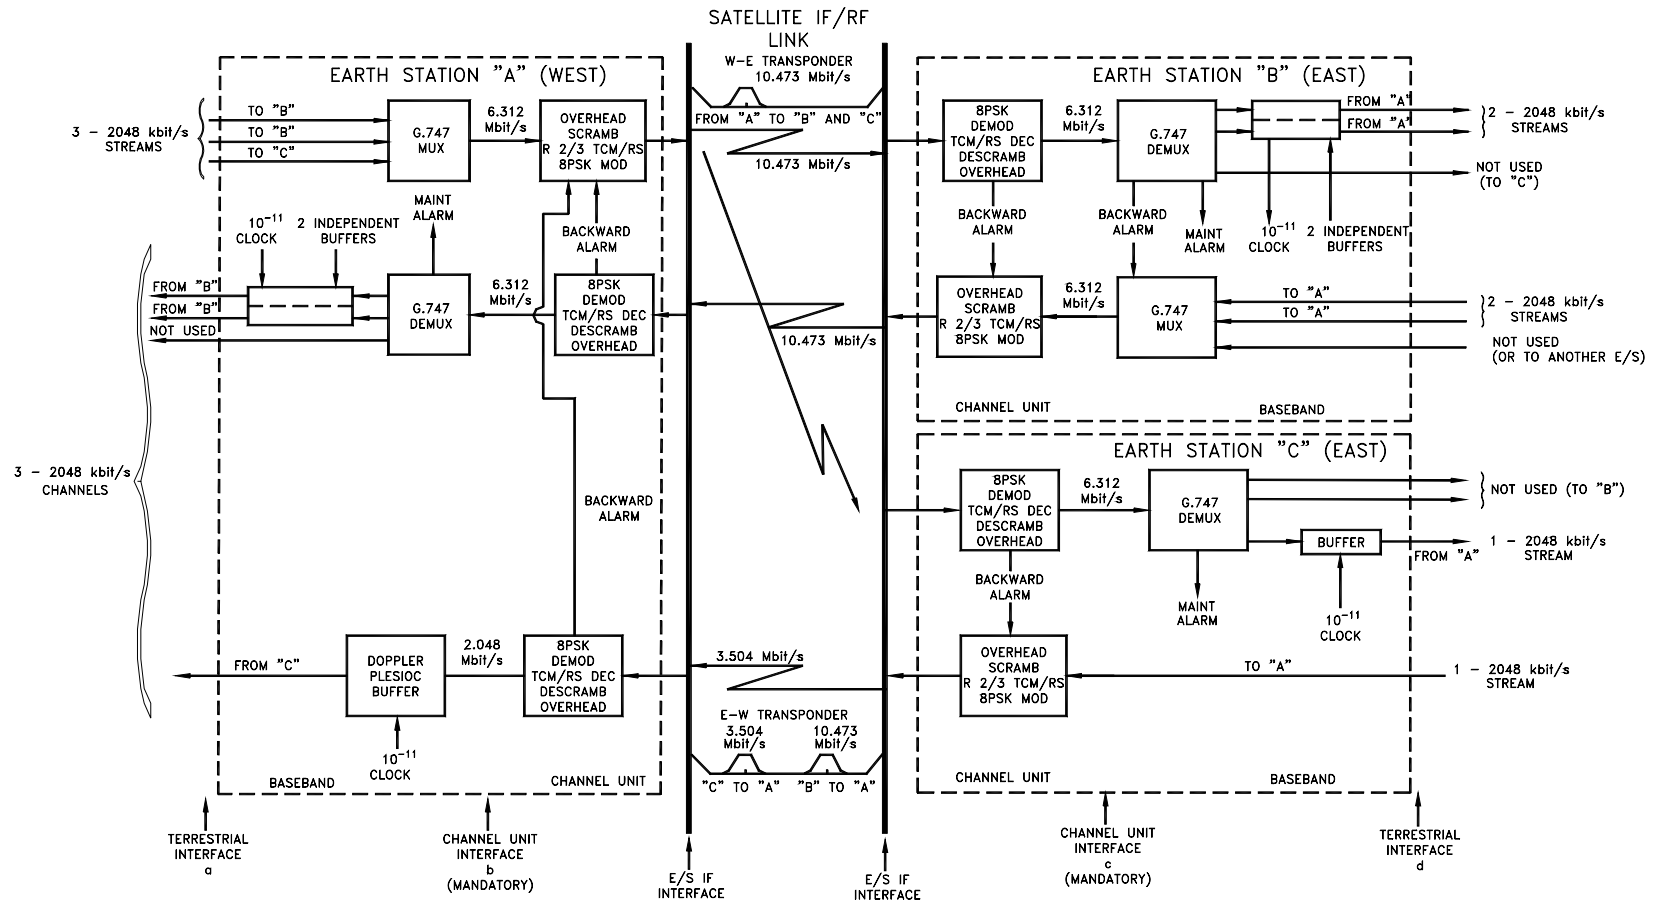 SATELLITE IF/RF
LINK
W-E TRANSPONDER
10.473 Mbit/s
FROM "A" TO "B" AND "C"
10.473 Mbit/s
10.473 Mbit/s
3.504 Mbit/s
E-W TRANSPONDER
3.504
Mbit/s
10.473
Mbit/s
"C" TO "A"
"B" TO "A"
EARTH STATION "A" (WEST)
3 - 2048 kbit/s
STREAMS
TO "B"
TO "B"
TO "C"
G.747
MUX
6.312
Mbit/s
OVERHEAD
SCRAMB
R 2/3 TCM/RS
8PSK MOD
MAINT
ALARM
10⁻¹¹
CLOCK
2 INDEPENDENT
BUFFERS
BACKWARD
ALARM
FROM "B"
FROM "B"
NOT USED
G.747
DEMUX
6.312
Mbit/s
8PSK
DEMOD
TCM/RS DEC
DESCRAMB
OVERHEAD
3 - 2048 kbit/s
CHANNELS
BACKWARD
ALARM
FROM "C"
DOPPLER
PLESIOC
BUFFER
2.048
Mbit/s
8PSK
DEMOD
TCM/RS DEC
DESCRAMB
OVERHEAD
10⁻¹¹
CLOCK
BASEBAND
CHANNEL UNIT
EARTH STATION "B" (EAST)
8PSK
DEMOD
TCM/RS DEC
DESCRAMB
OVERHEAD
6.312
Mbit/s
G.747
DEMUX
FROM "A"
FROM "A"
2 - 2048 kbit/s
STREAMS
NOT USED
(TO "C")
BACKWARD
ALARM
BACKWARD
ALARM
MAINT
ALARM
10⁻¹¹
CLOCK
2 INDEPENDENT
BUFFERS
OVERHEAD
SCRAMB
R 2/3 TCM/RS
8PSK MOD
6.312
Mbit/s
G.747
MUX
TO "A"
TO "A"
2 - 2048 kbit/s
STREAMS
NOT USED
(OR TO ANOTHER E/S)
CHANNEL UNIT
BASEBAND
EARTH STATION "C" (EAST)
8PSK
DEMOD
TCM/RS DEC
DESCRAMB
OVERHEAD
6.312
Mbit/s
G.747
DEMUX
NOT USED (TO "B")
BUFFER
FROM "A"
1 - 2048 kbit/s
STREAM
BACKWARD
ALARM
MAINT
ALARM
10⁻¹¹
CLOCK
OVERHEAD
SCRAMB
R 2/3 TCM/RS
8PSK MOD
TO "A"
1 - 2048 kbit/s
STREAM
CHANNEL UNIT
BASEBAND
TERRESTRIAL
INTERFACE
a
CHANNEL UNIT
INTERFACE
b
(MANDATORY)
E/S IF
INTERFACE
E/S IF
INTERFACE
CHANNEL UNIT
INTERFACE
c
(MANDATORY)
TERRESTRIAL
INTERFACE
d